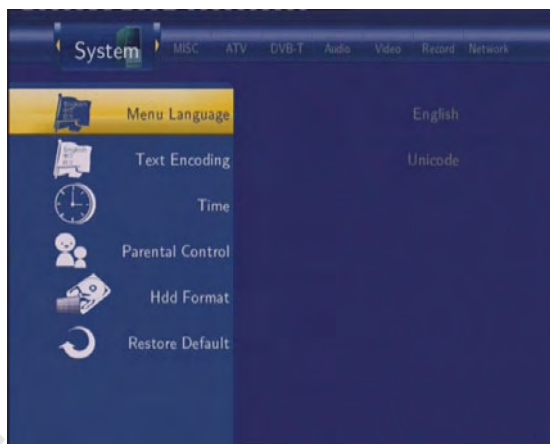 System MISC ATV DVB-T Audio Video Record Network
Menu Language English
Text Encoding Unicode
Time
Parental Control
Hdd Format
Restore Default